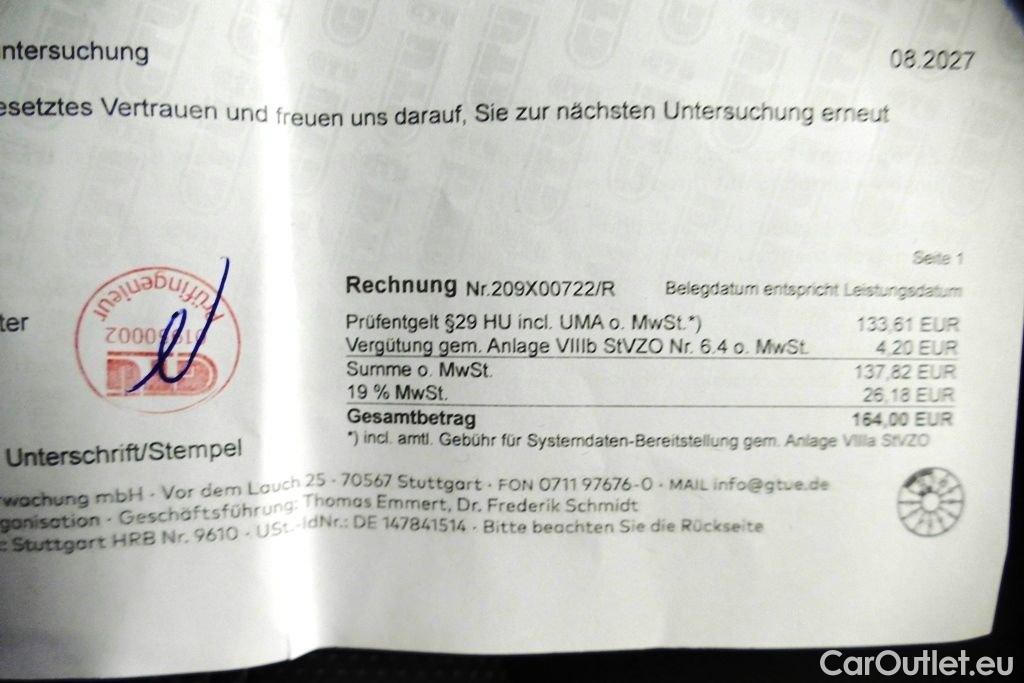 ntersuchung 08.2027
esetztes Vertrauen und freuen uns darauf, Sie zur nächsten Untersuchung erneut
Seite 1
Rechnung Nr.209X00722/R Belegdatum entspricht Leistungsdatum
Prüfentgelt §29 HU incl. UMA o. MwSt.*) 133,61 EUR
Vergütung gem. Anlage VIIIb StVZO Nr. 6.4 o. MwSt. 4,20 EUR
Summe o. MwSt. 137,82 EUR
19 % MwSt. 26,18 EUR
Gesamtbetrag 164,00 EUR
*) incl. amtl. Gebühr für Systemdaten-Bereitstellung gem. Anlage VIIIa StVZO
ter
Prüfingenieur
GTÜ
Unterschrift/Stempel
rwachung mbH · Vor dem Lauch 25 · 70567 Stuttgart · FON 0711 97676-0 · MAIL info@gtue.de
ganisation · Geschäftsführung: Thomas Emmert, Dr. Frederik Schmidt
: Stuttgart HRB Nr. 9610 · USt.-IdNr.: DE 147841514 · Bitte beachten Sie die Rückseite
CarOutlet.eu